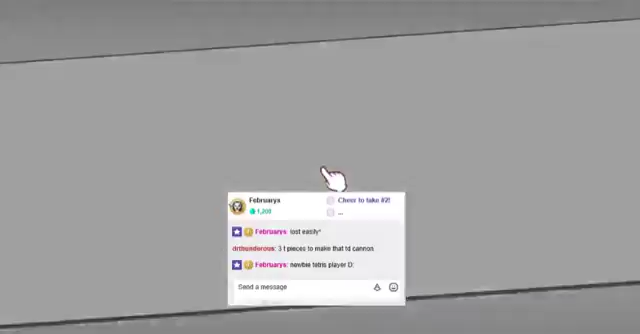 Februarys
1,200
Cheer to take #2!
...
Februarys: lost easily*
drthunderous: 3 t pieces to make that td cannon
Februarys: newbie tetris player D:
Send a message